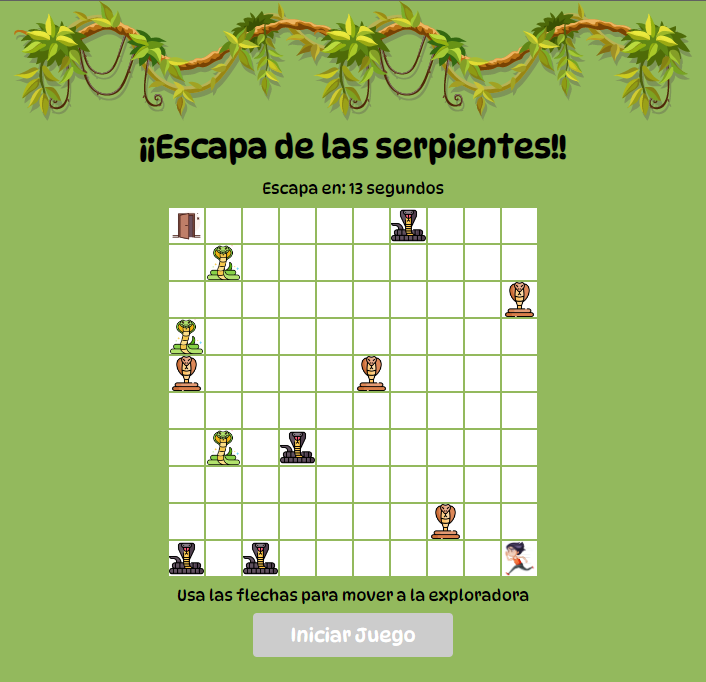 ¡¡Escapa de las serpientes!!
Escapa en: 13 segundos
Usa las flechas para mover a la exploradora
Iniciar Juego